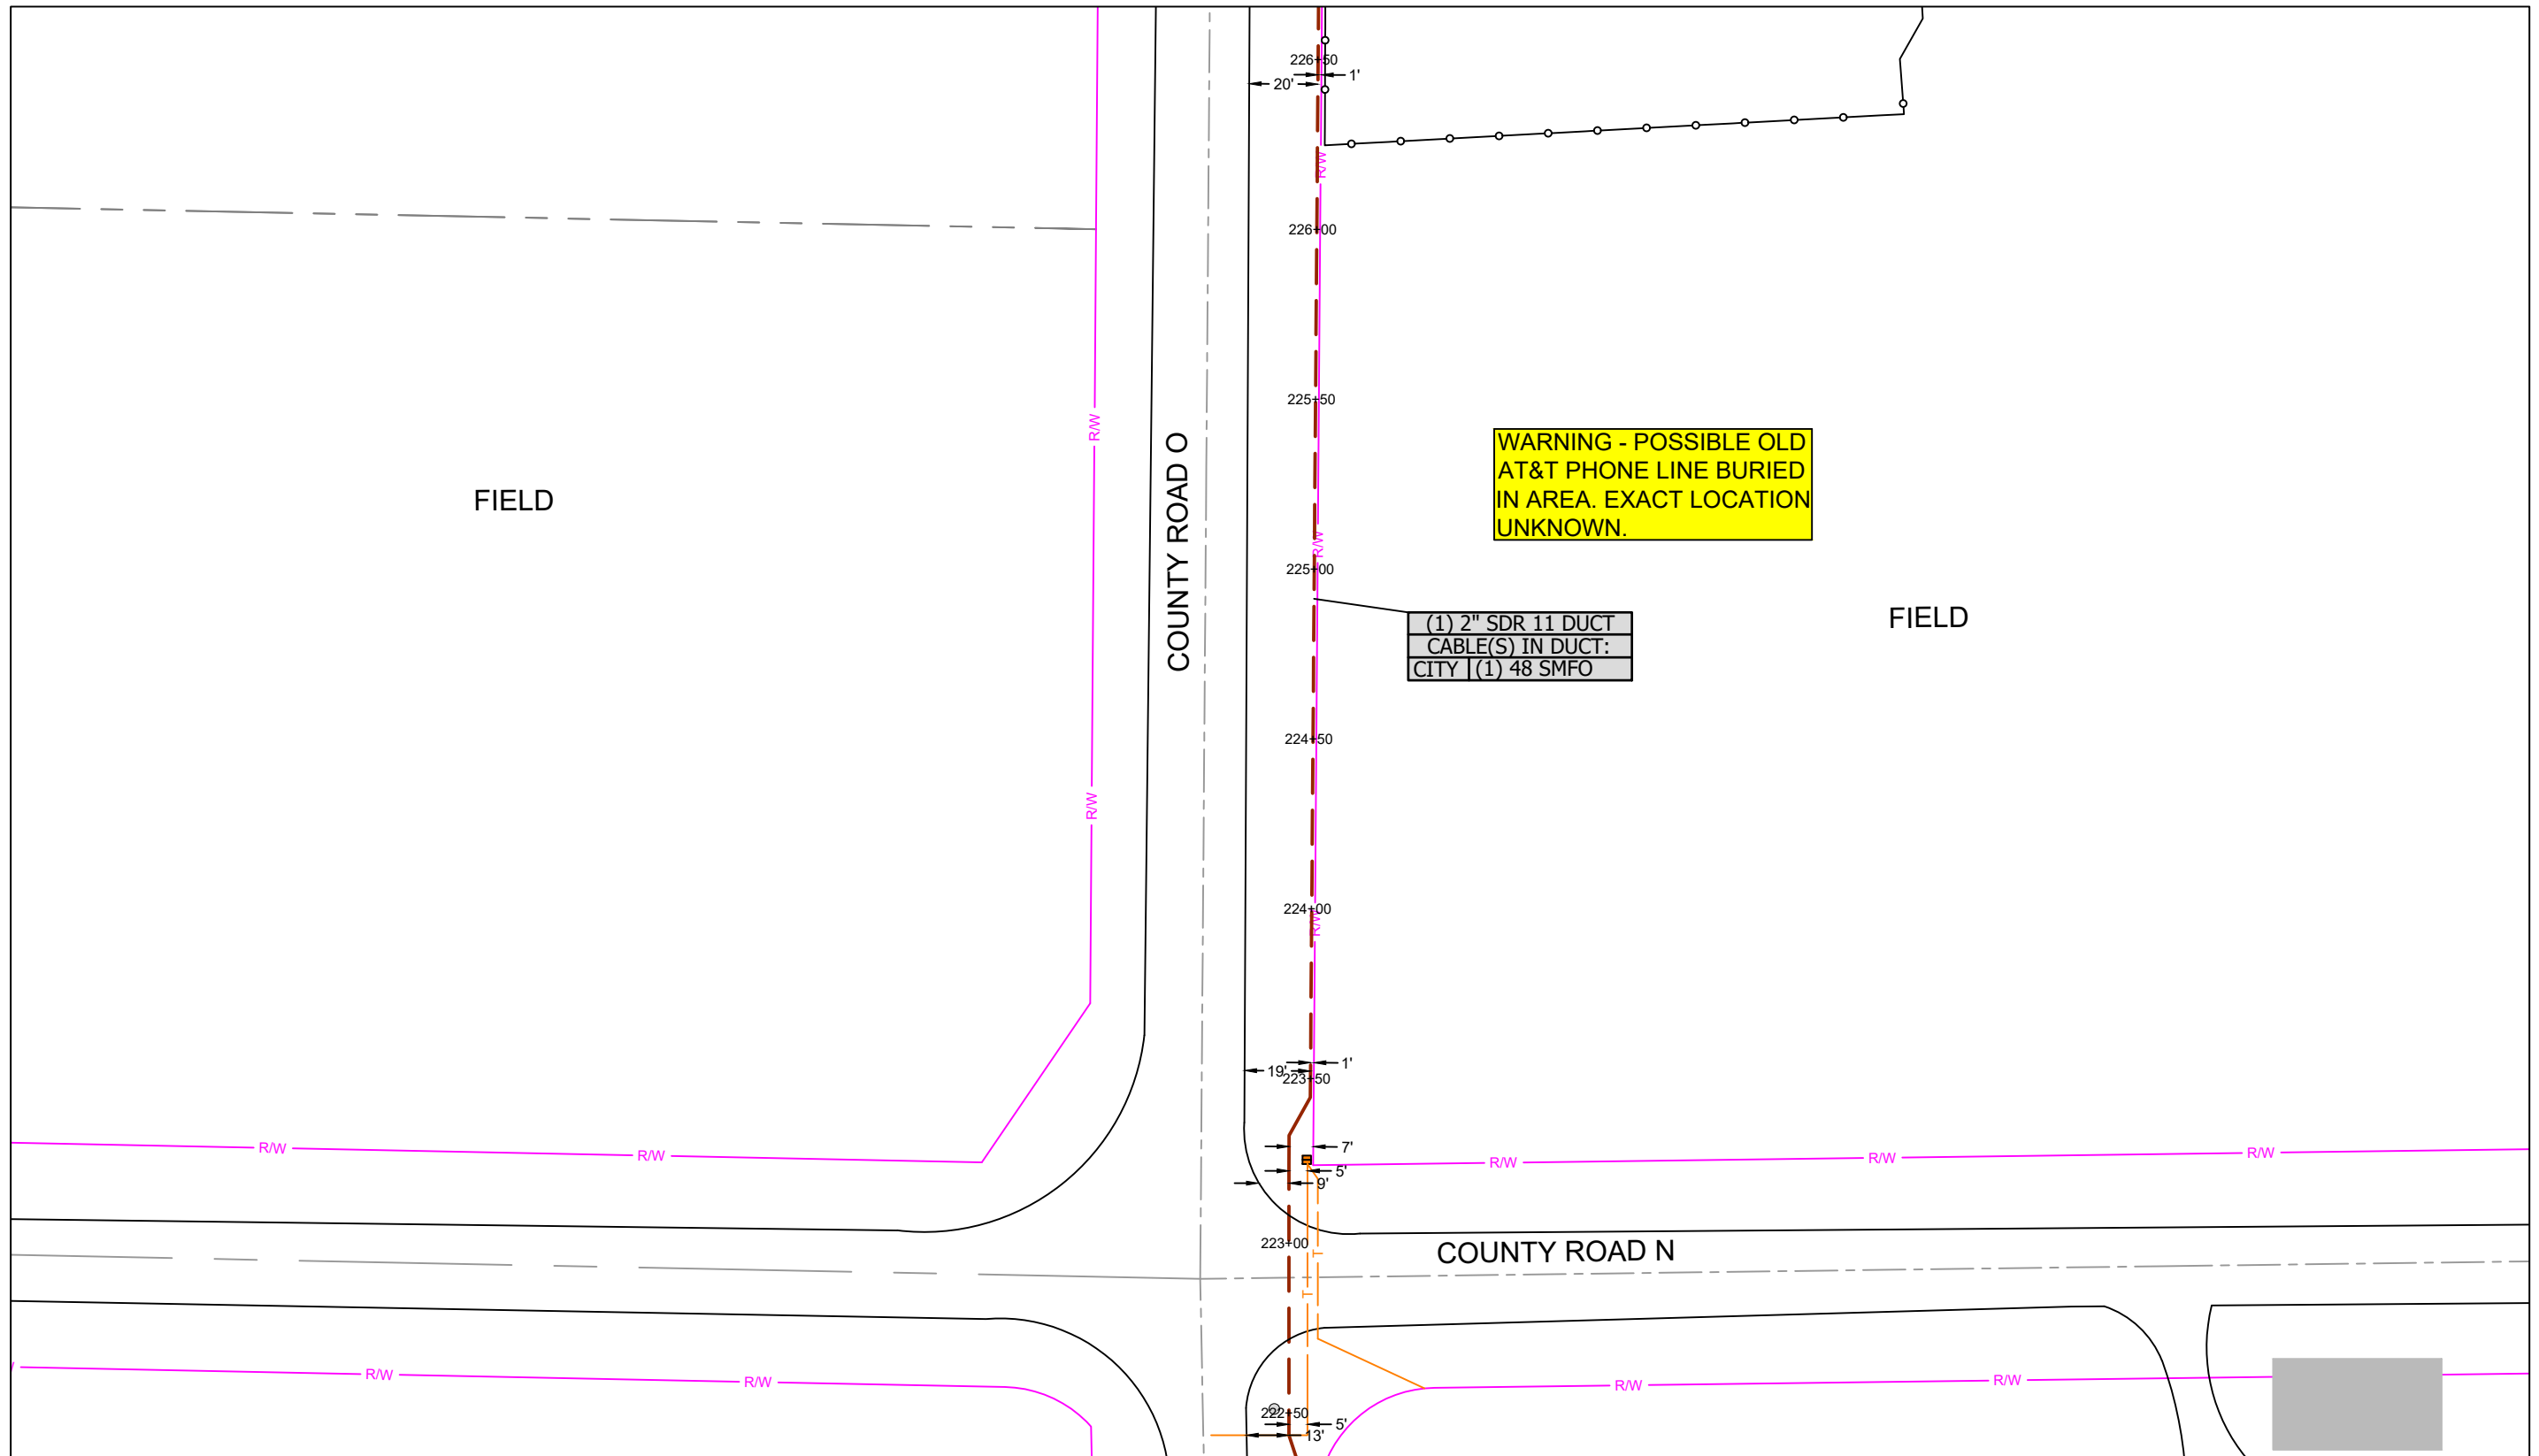 226+50
1'
20'
R/W
226+00
225+50
R/W
COUNTY ROAD O
WARNING - POSSIBLE OLD
AT&T PHONE LINE BURIED
IN AREA. EXACT LOCATION
UNKNOWN.
FIELD
R/W
225+00
(1) 2" SDR 11 DUCT
CABLE(S) IN DUCT:
CITY (1) 48 SMFO
FIELD
224+50
R/W
224+00
R/W
1'
19'
223+50
7'
R/W
R/W
R/W
R/W
R/W
5'
9'
223+00
T
COUNTY ROAD N
T
R/W
R/W
R/W
R/W
222+50
5'
13'